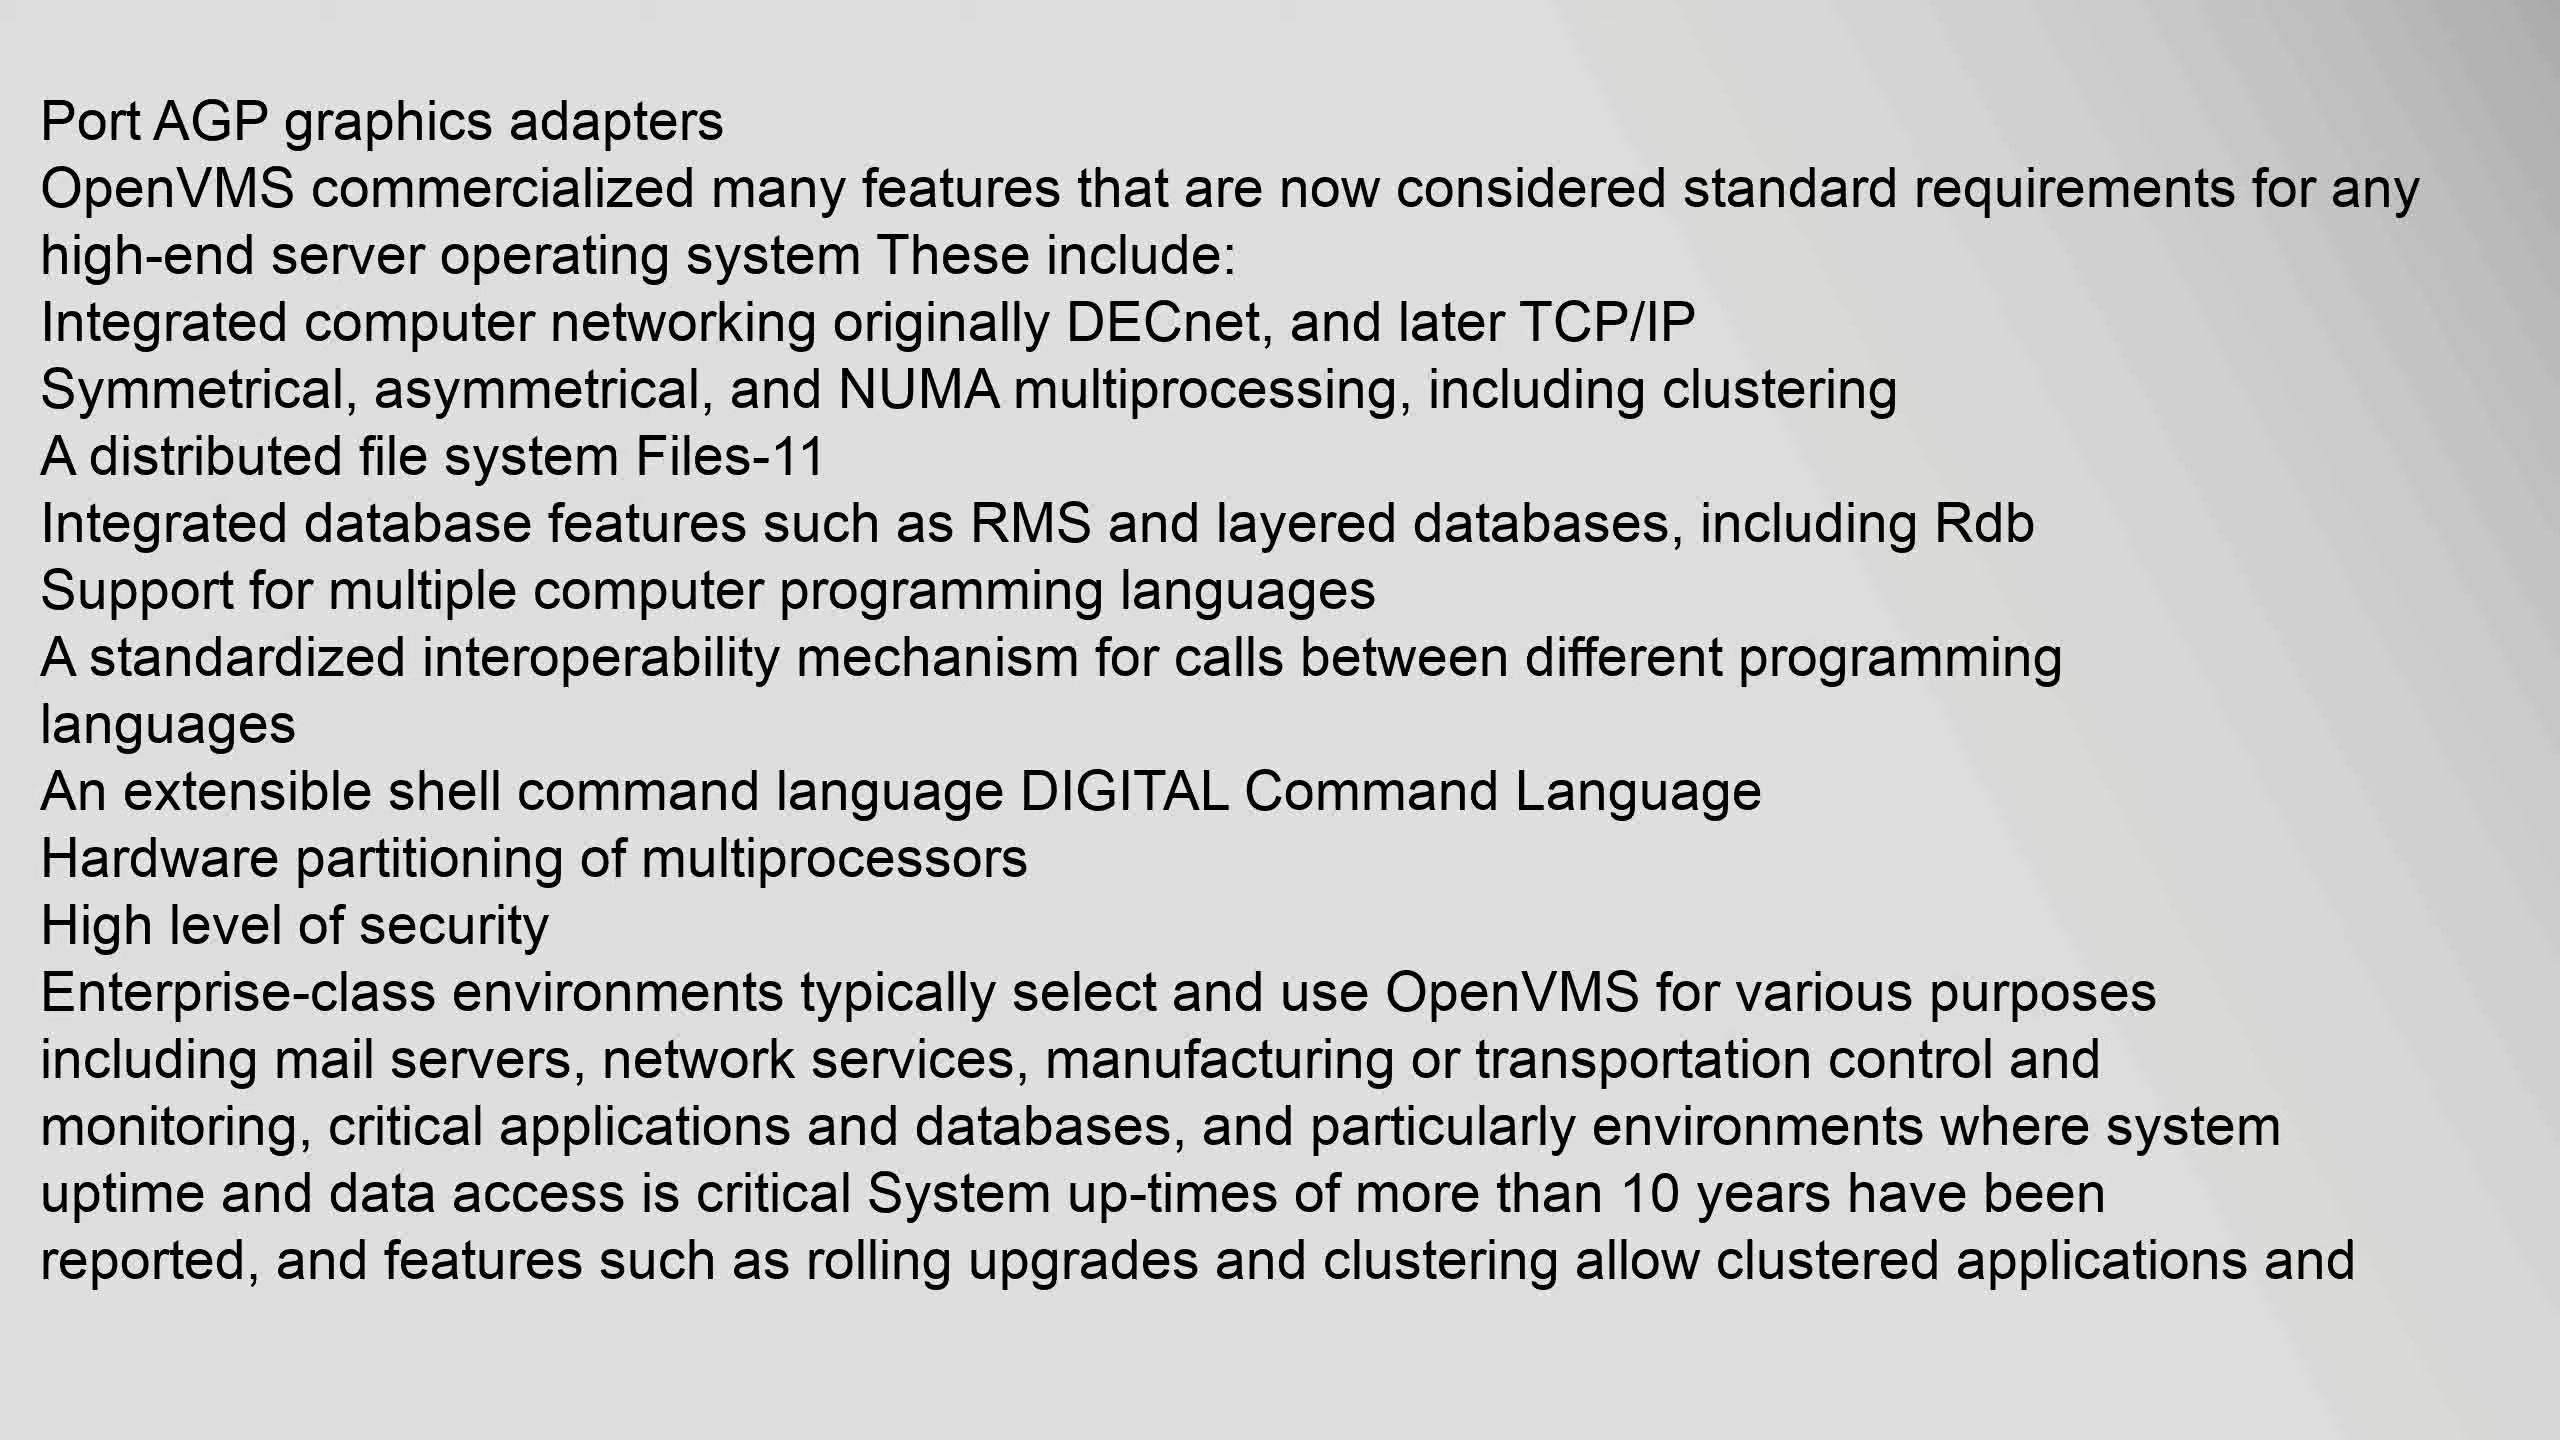 Port AGP graphics adapters
OpenVMS commercialized many features that are now considered standard requirements for any
high-end server operating system These include:
Integrated computer networking originally DECnet, and later TCP/IP
Symmetrical, asymmetrical, and NUMA multiprocessing, including clustering
A distributed file system Files-11
Integrated database features such as RMS and layered databases, including Rdb
Support for multiple computer programming languages
A standardized interoperability mechanism for calls between different programming
languages
An extensible shell command language DIGITAL Command Language
Hardware partitioning of multiprocessors
High level of security
Enterprise-class environments typically select and use OpenVMS for various purposes
including mail servers, network services, manufacturing or transportation control and
monitoring, critical applications and databases, and particularly environments where system
uptime and data access is critical System up-times of more than 10 years have been
reported, and features such as rolling upgrades and clustering allow clustered applications and